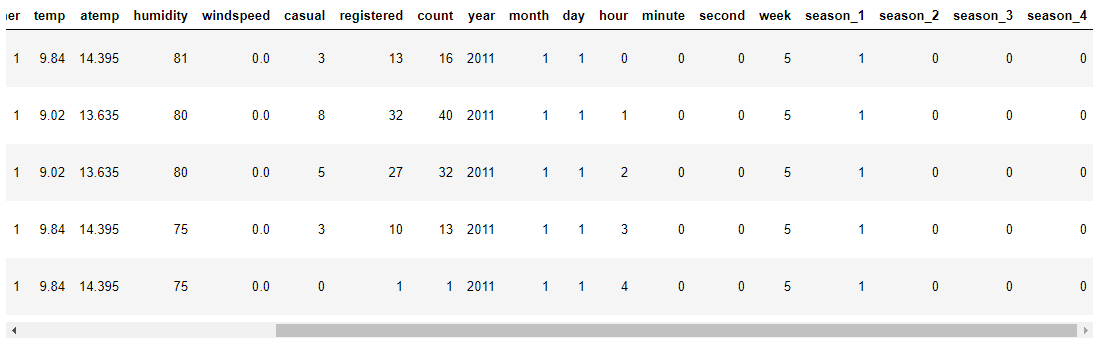 er temp atemp humidity windspeed casual registered count year month day hour minute second week season_1 season_2 season_3 season_4
1 9.84 14.395 81 0.0 3 13 16 2011 1 1 0 0 0 5 1 0 0 0
1 9.02 13.635 80 0.0 8 32 40 2011 1 1 1 0 0 5 1 0 0 0
1 9.02 13.635 80 0.0 5 27 32 2011 1 1 2 0 0 5 1 0 0 0
1 9.84 14.395 75 0.0 3 10 13 2011 1 1 3 0 0 5 1 0 0 0
1 9.84 14.395 75 0.0 0 1 1 2011 1 1 4 0 0 5 1 0 0 0